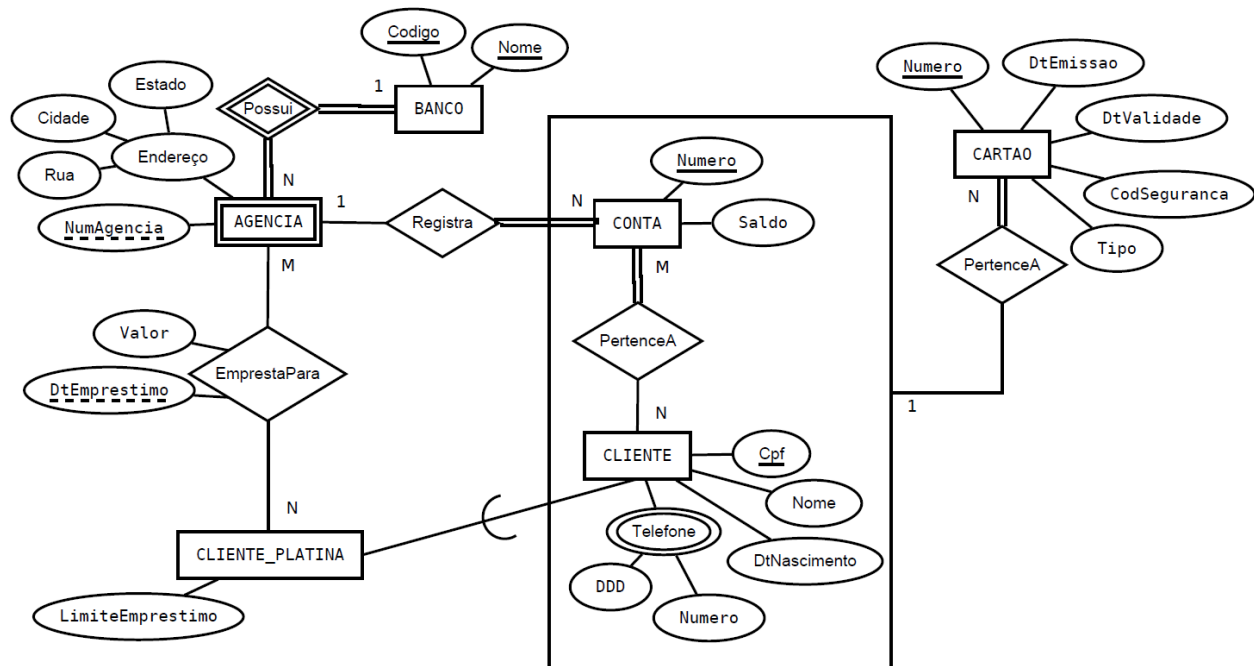 Codigo
Nome
Estado
Possui
1
BANCO
Numero
DtEmissao
Cidade
Endereço
DtValidade
Rua
N
CARTAO
Numero
NumAgencia
AGENCIA
1
Registra
N
CONTA
Saldo
N
CodSeguranca
Tipo
M
M
PertenceA
Valor
EmprestaPara
PertenceA
DtEmprestimo
1
N
CLIENTE
Cpf
Nome
N
Telefone
CLIENTE_PLATINA
DtNascimento
DDD
LimiteEmprestimo
Numero